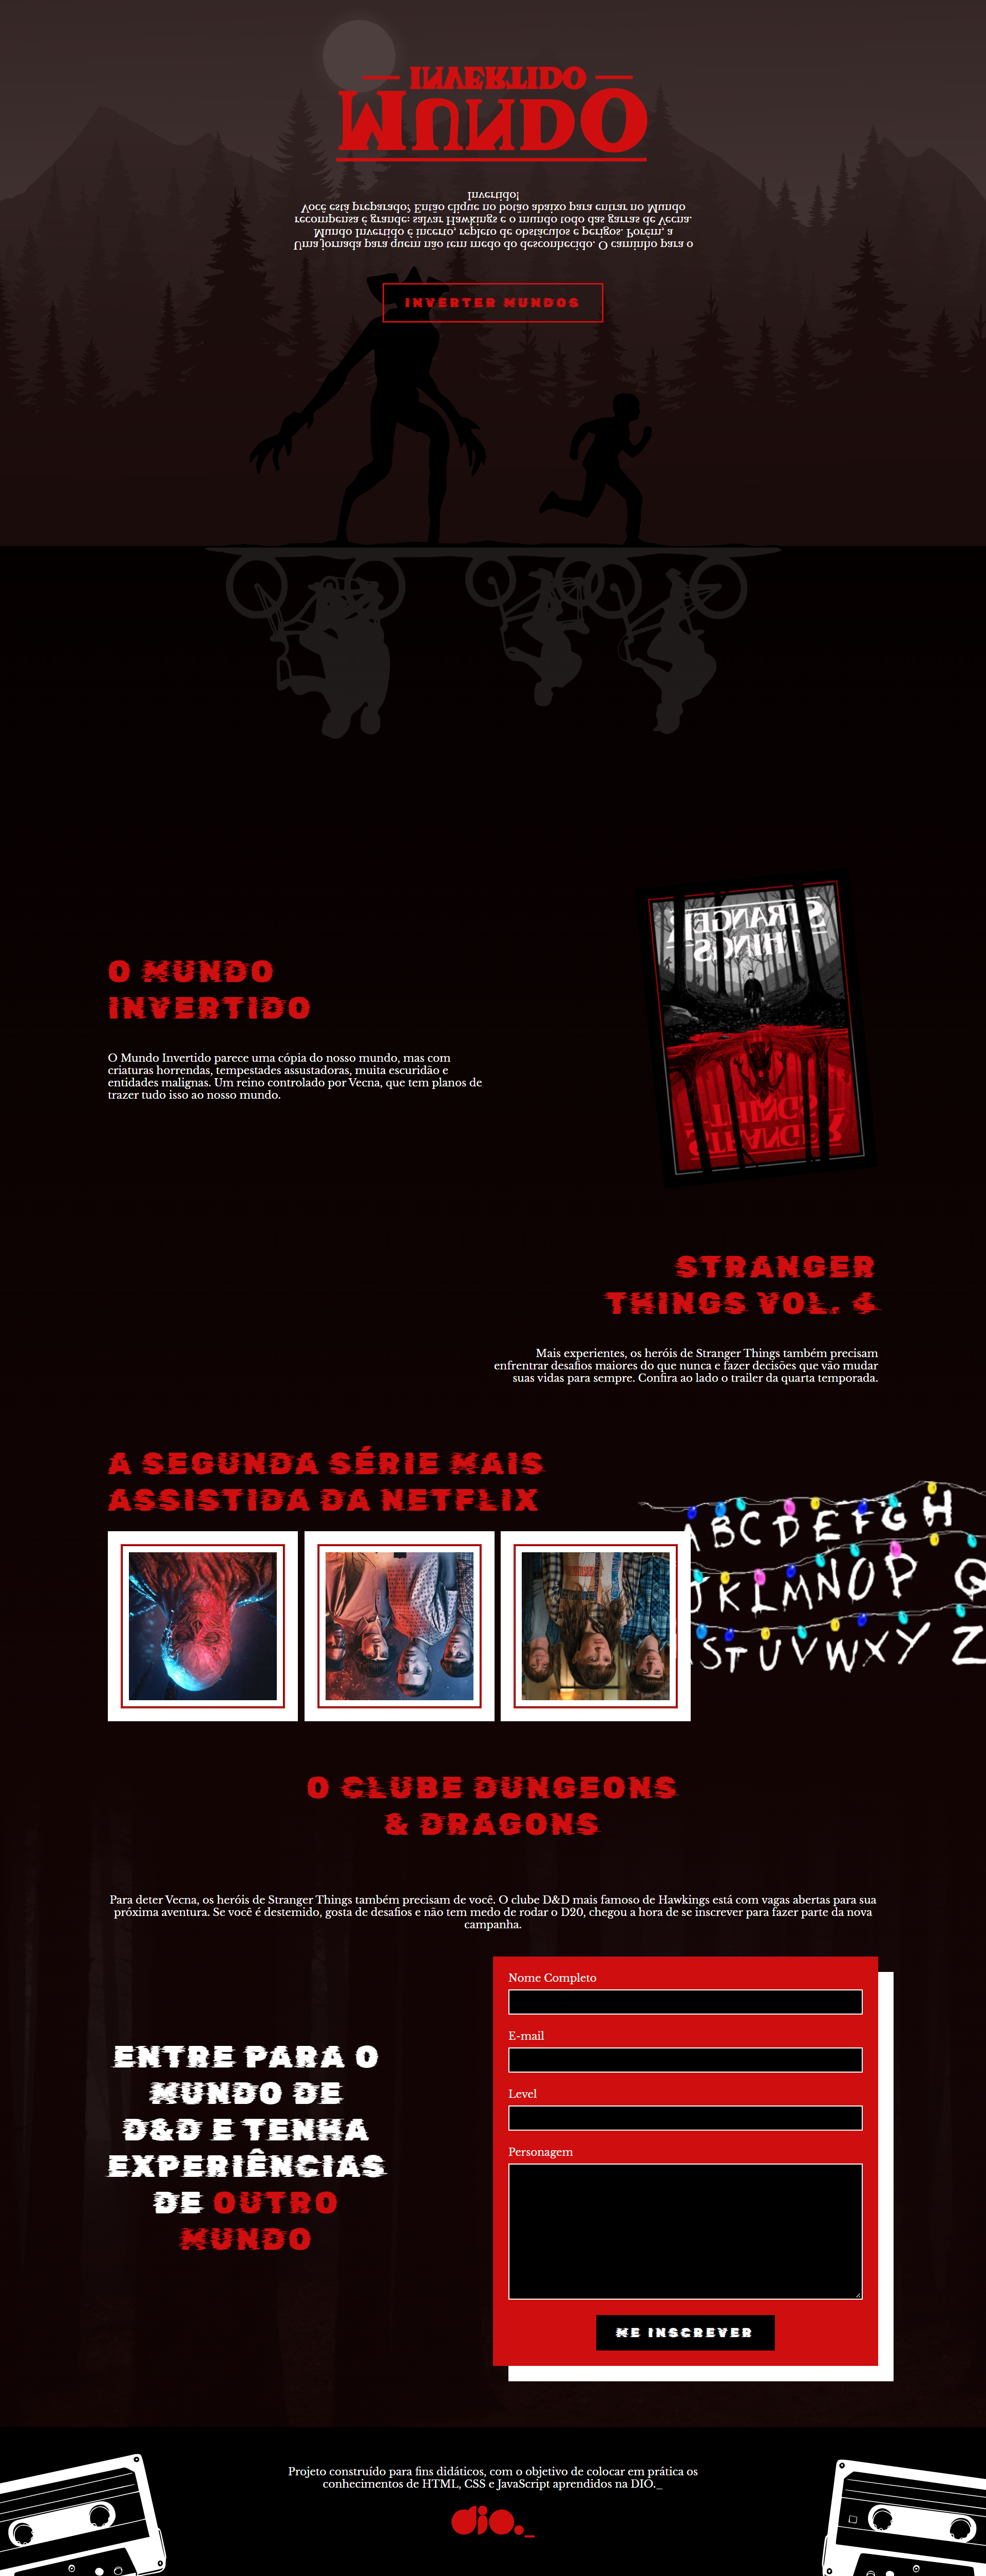 INVERTIDO
MUNDO
Invertido!
Você está preparado? Então clique no botão abaixo para entrar no Mundo
recompensa é grande: salvar Hawkings e o mundo todo das garras de Vecna.
Mundo Invertido é incerto, repleto de obstáculos e perigos. Porém, a
Uma jornada para quem não tem medo do desconhecido. O caminho para o
INVERTER MUNDOS
STRANGER
THINGS
O MUNDO
INVERTIDO
O Mundo Invertido parece uma cópia do nosso mundo, mas com
criaturas horrendas, tempestades assustadoras, muita escuridão e
entidades malignas. Um reino controlado por Vecna, que tem planos de
trazer tudo isso ao nosso mundo.
THINGS
STRANGER
STRANGER
THINGS VOL. 4
Mais experientes, os heróis de Stranger Things também precisam
enfrentrar desafios maiores do que nunca e fazer decisões que vão mudar
suas vidas para sempre. Confira ao lado o trailer da quarta temporada.
A SEGUNDA SÉRIE MAIS
ASSISTIDA DA NETFLIX
ABCDEFGH
JKLMNOPQ
STUVWXYZ
O CLUBE DUNGEONS
& DRAGONS
Para deter Vecna, os heróis de Stranger Things também precisam de você. O clube D&D mais famoso de Hawkings está com vagas abertas para sua
próxima aventura. Se você é destemido, gosta de desafios e não tem medo de rodar o D20, chegou a hora de se inscrever para fazer parte da nova
campanha.
ENTRE PARA O
MUNDO DE
D&D E TENHA
EXPERIÊNCIAS
DE OUTRO
MUNDO
Nome Completo
E-mail
Level
Personagem
ME INSCREVER
Projeto construído para fins didáticos, com o objetivo de colocar em prática os
conhecimentos de HTML, CSS e JavaScript aprendidos na DIO._
dio._